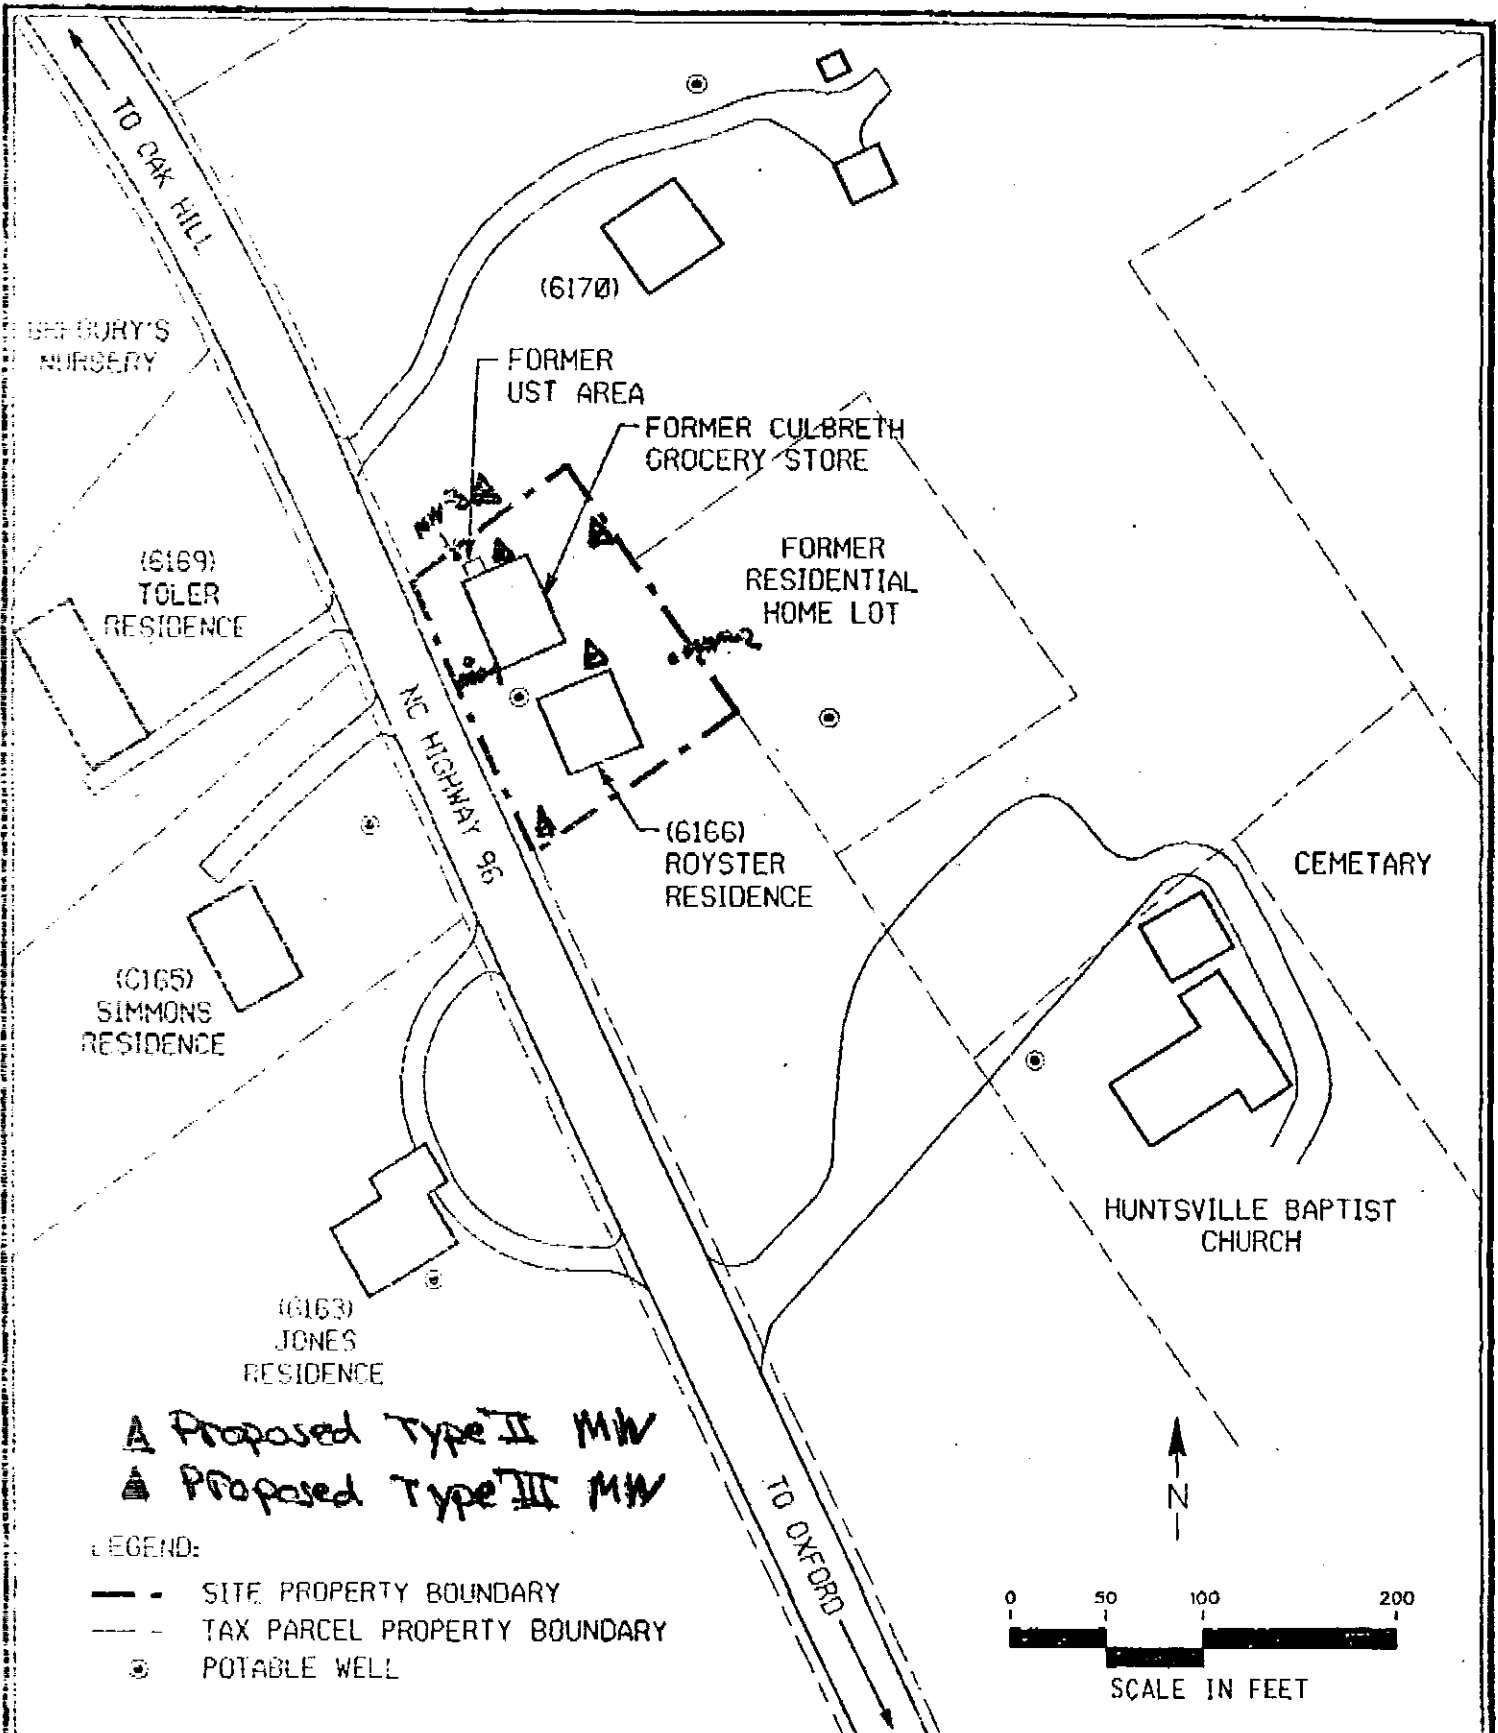 TO OAK HILL
NURSERY
(6170)
FORMER
UST AREA
FORMER CULBRETH
GROCERY STORE
(6169)
TOLER
RESIDENCE
FORMER
RESIDENTIAL
HOME LOT
NC HIGHWAY 96
(6166)
ROYSTER
RESIDENCE
CEMETARY
(6165)
SIMMONS
RESIDENCE
HUNTSVILLE BAPTIST
CHURCH
(6163)
JONES
RESIDENCE
Proposed Type II MW
Proposed Type III MW
TO OXFORD
N
LEGEND:
SITE PROPERTY BOUNDARY
TAX PARCEL PROPERTY BOUNDARY
POTABLE WELL
0 50 100 200
SCALE IN FEET